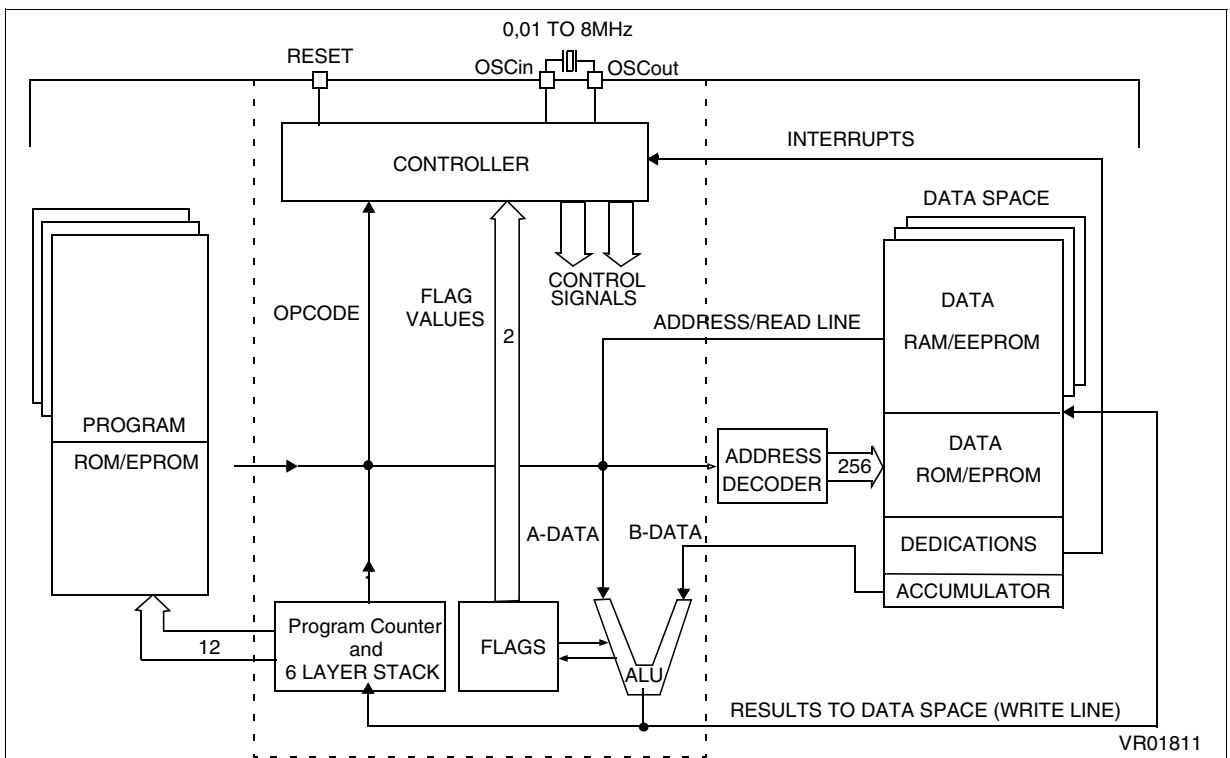 0,01 TO 8MHz
RESET
OSCin
OSCout
INTERRUPTS
CONTROLLER
DATA SPACE
CONTROL
SIGNALS
FLAG
VALUES
OPCODE
2
DATA
RAM/EEPROM
ADDRESS/READ LINE
PROGRAM
ROM/EPROM
ADDRESS
DECODER
256
DATA
ROM/EPROM
A-DATA
B-DATA
DEDICATIONS
ACCUMULATOR
12
Program Counter
and
6 LAYER STACK
FLAGS
ALU
RESULTS TO DATA SPACE (WRITE LINE)
VR01811